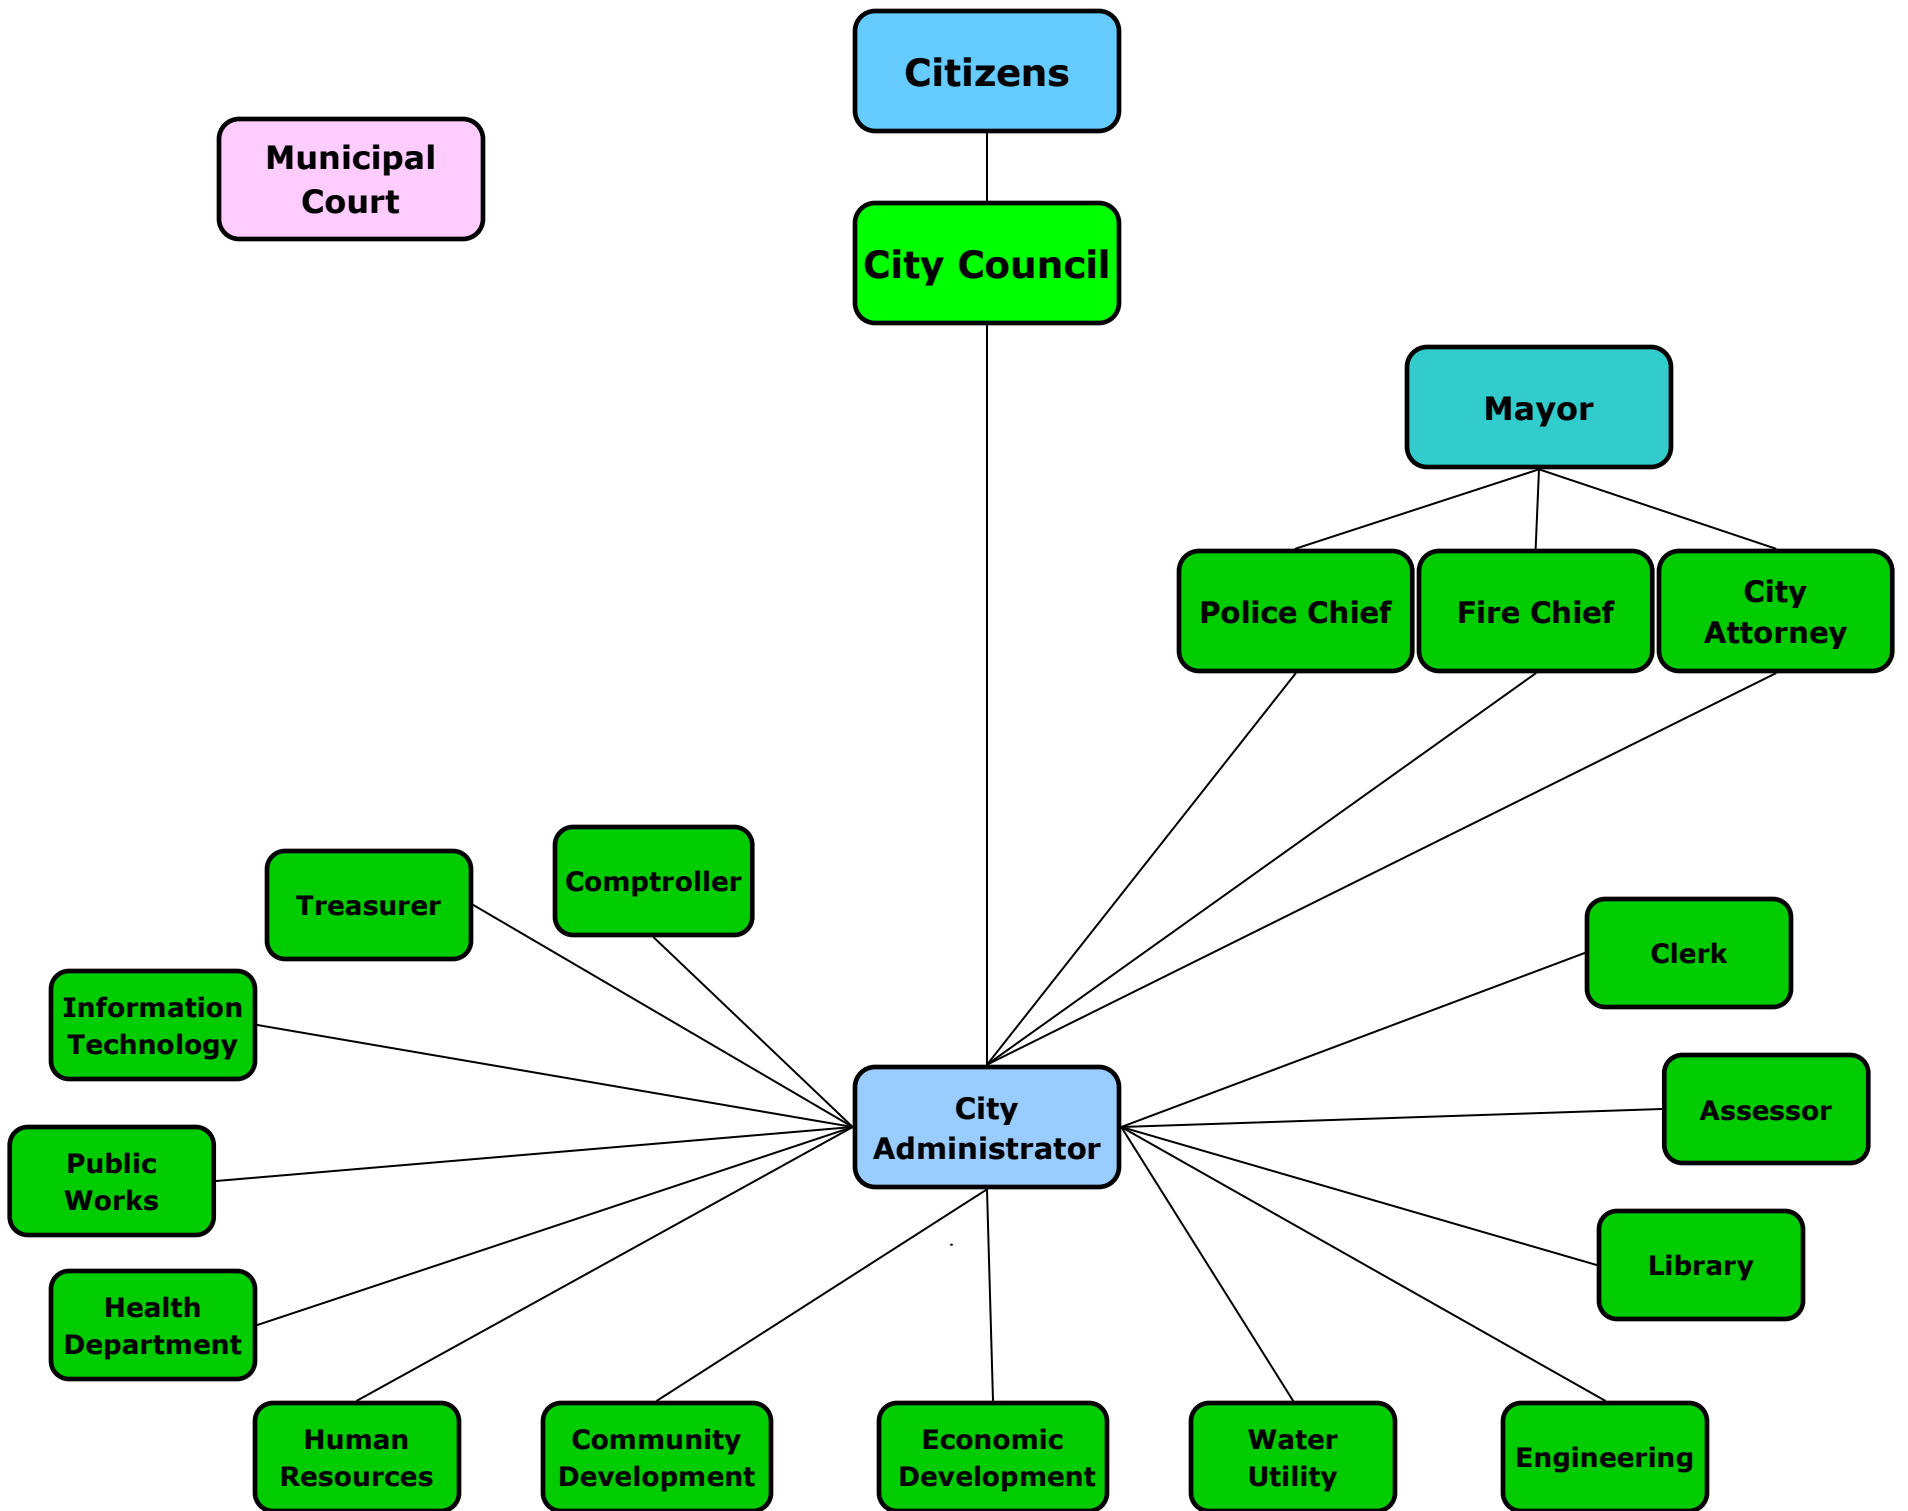 Citizens
Municipal
Court
City Council
Mayor
Police Chief
Fire Chief
City
Attorney
Comptroller
Treasurer
Clerk
Information
Technology
Assessor
City
Administrator
Public
Works
Library
Health
Department
Human
Resources
Community
Development
Economic
Development
Water
Utility
Engineering